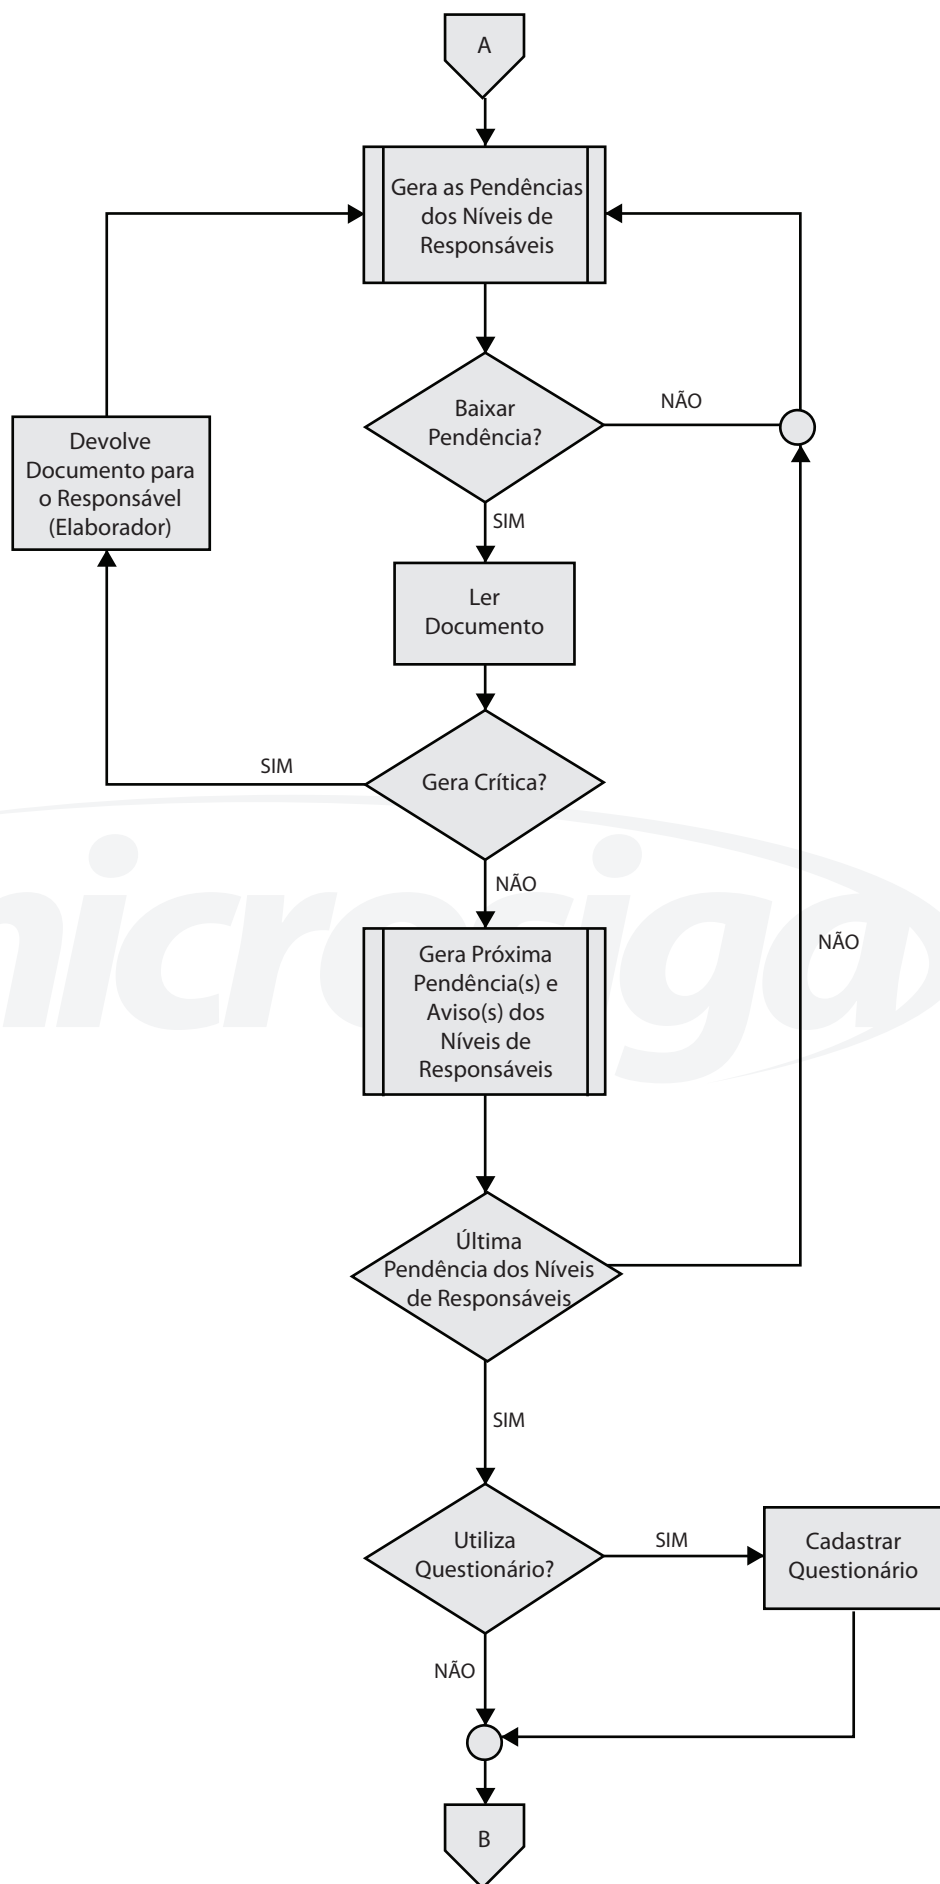 A
Gera as Pendências
dos Níveis de
Responsáveis
Baixar
Pendência?
NÃO
Devolve
Documento para
o Responsável
(Elaborador)
SIM
Ler
Documento
SIM
Gera Crítica?
NÃO
Gera Próxima
Pendência(s) e
Aviso(s) dos
Níveis de
Responsáveis
NÃO
microsiga
Última
Pendência dos Níveis
de Responsáveis
SIM
Utiliza
Questionário?
SIM
Cadastrar
Questionário
NÃO
B